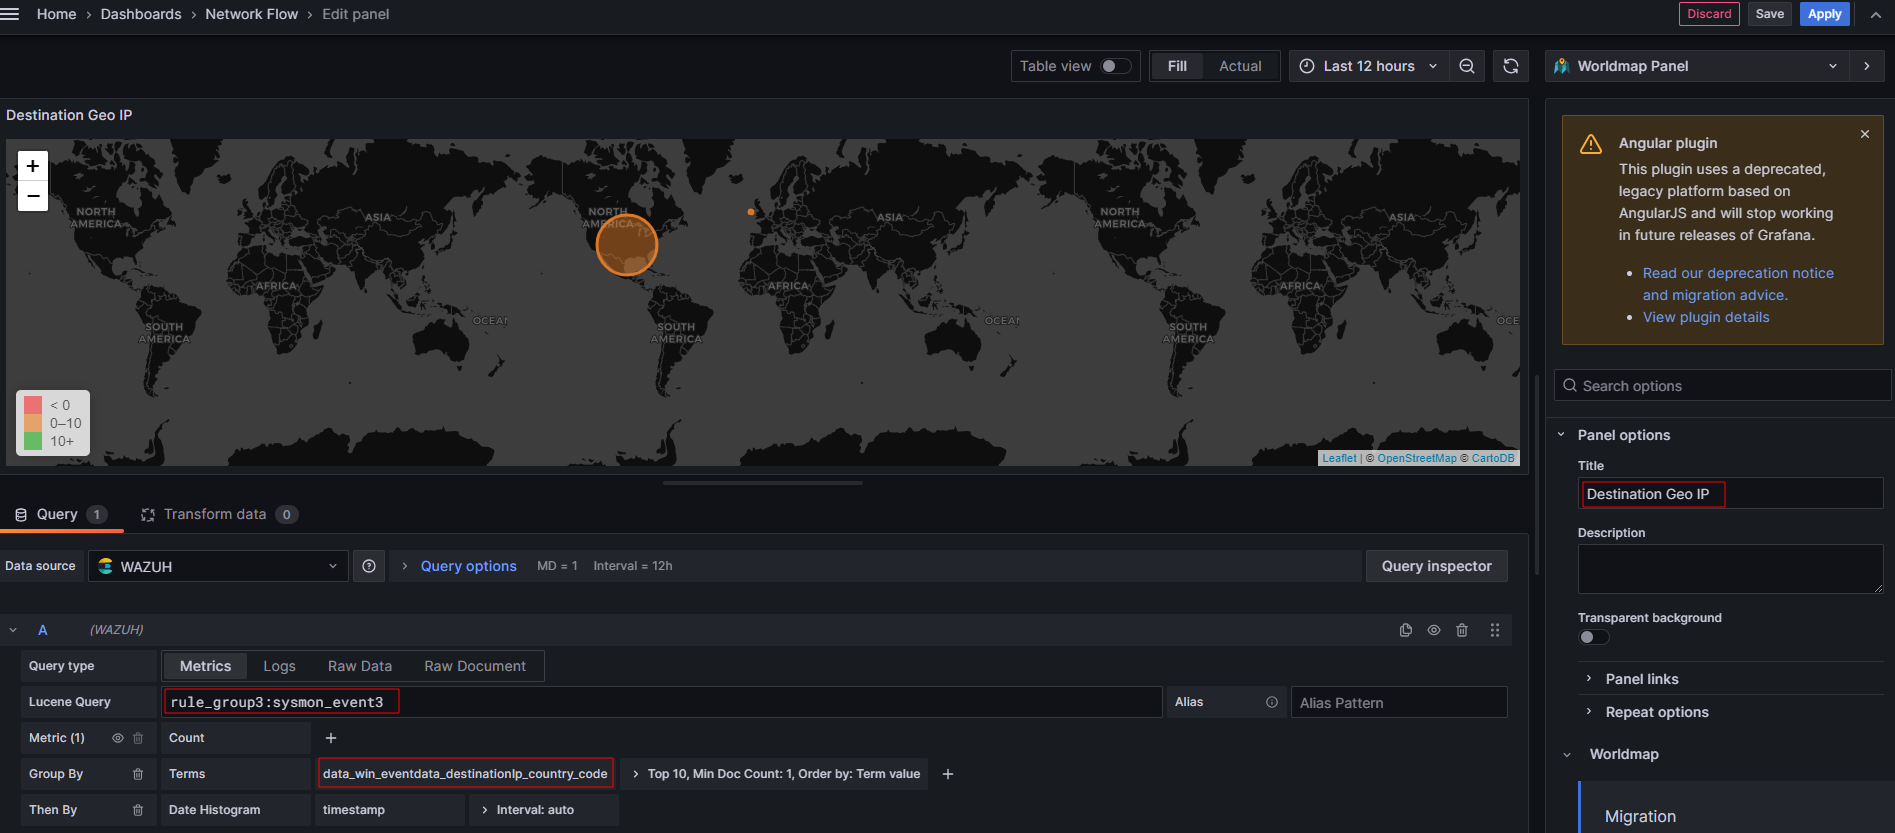 Home › Dashboards › Network Flow › Edit panel
Discard Save Apply
Table view Fill Actual Last 12 hours Worldmap Panel
Destination Geo IP
+
−
NORTH AMERICA
ASIA
AFRICA
SOUTH AMERICA
OCEAN
NORTH AMERICA
ASIA
AFRICA
SOUTH AMERICA
OCEAN
NORTH AMERICA
ASIA
AFRICA
SOUTH AMERICA
OCE
< 0
0–10
10+
Leaflet | © OpenStreetMap © CartoDB
Query 1 Transform data 0
Data source WAZUH Query options MD = 1 Interval = 12h Query inspector
A (WAZUH)
Query type Metrics Logs Raw Data Raw Document
Lucene Query rule_group3:sysmon_event3 Alias Alias Pattern
Metric (1) Count +
Group By Terms data_win_eventdata_destinationIp_country_code › Top 10, Min Doc Count: 1, Order by: Term value +
Then By Date Histogram timestamp › Interval: auto
Angular plugin
This plugin uses a deprecated,
legacy platform based on
AngularJS and will stop working
in future releases of Grafana.
• Read our deprecation notice
and migration advice.
• View plugin details
Search options
Panel options
Title
Destination Geo IP
Description
Transparent background
Panel links
Repeat options
Worldmap
Migration